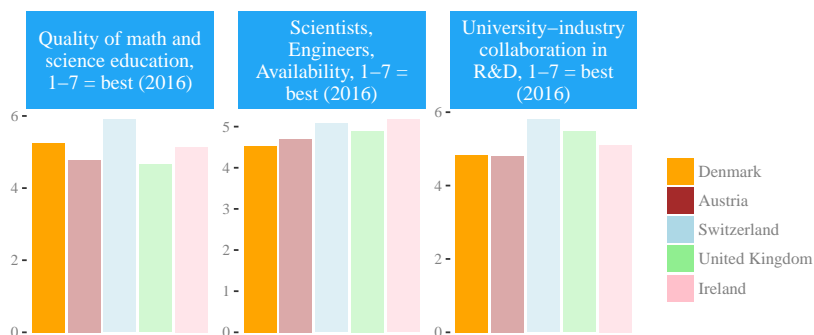 Quality of math and
science education,
1–7 = best (2016)
Scientists,
Engineers,
Availability, 1–7 =
best (2016)
University–industry
collaboration in
R&D, 1–7 = best
(2016)
6
4
2
0
5
4
3
2
1
0
6
4
2
0
Denmark
Austria
Switzerland
United Kingdom
Ireland